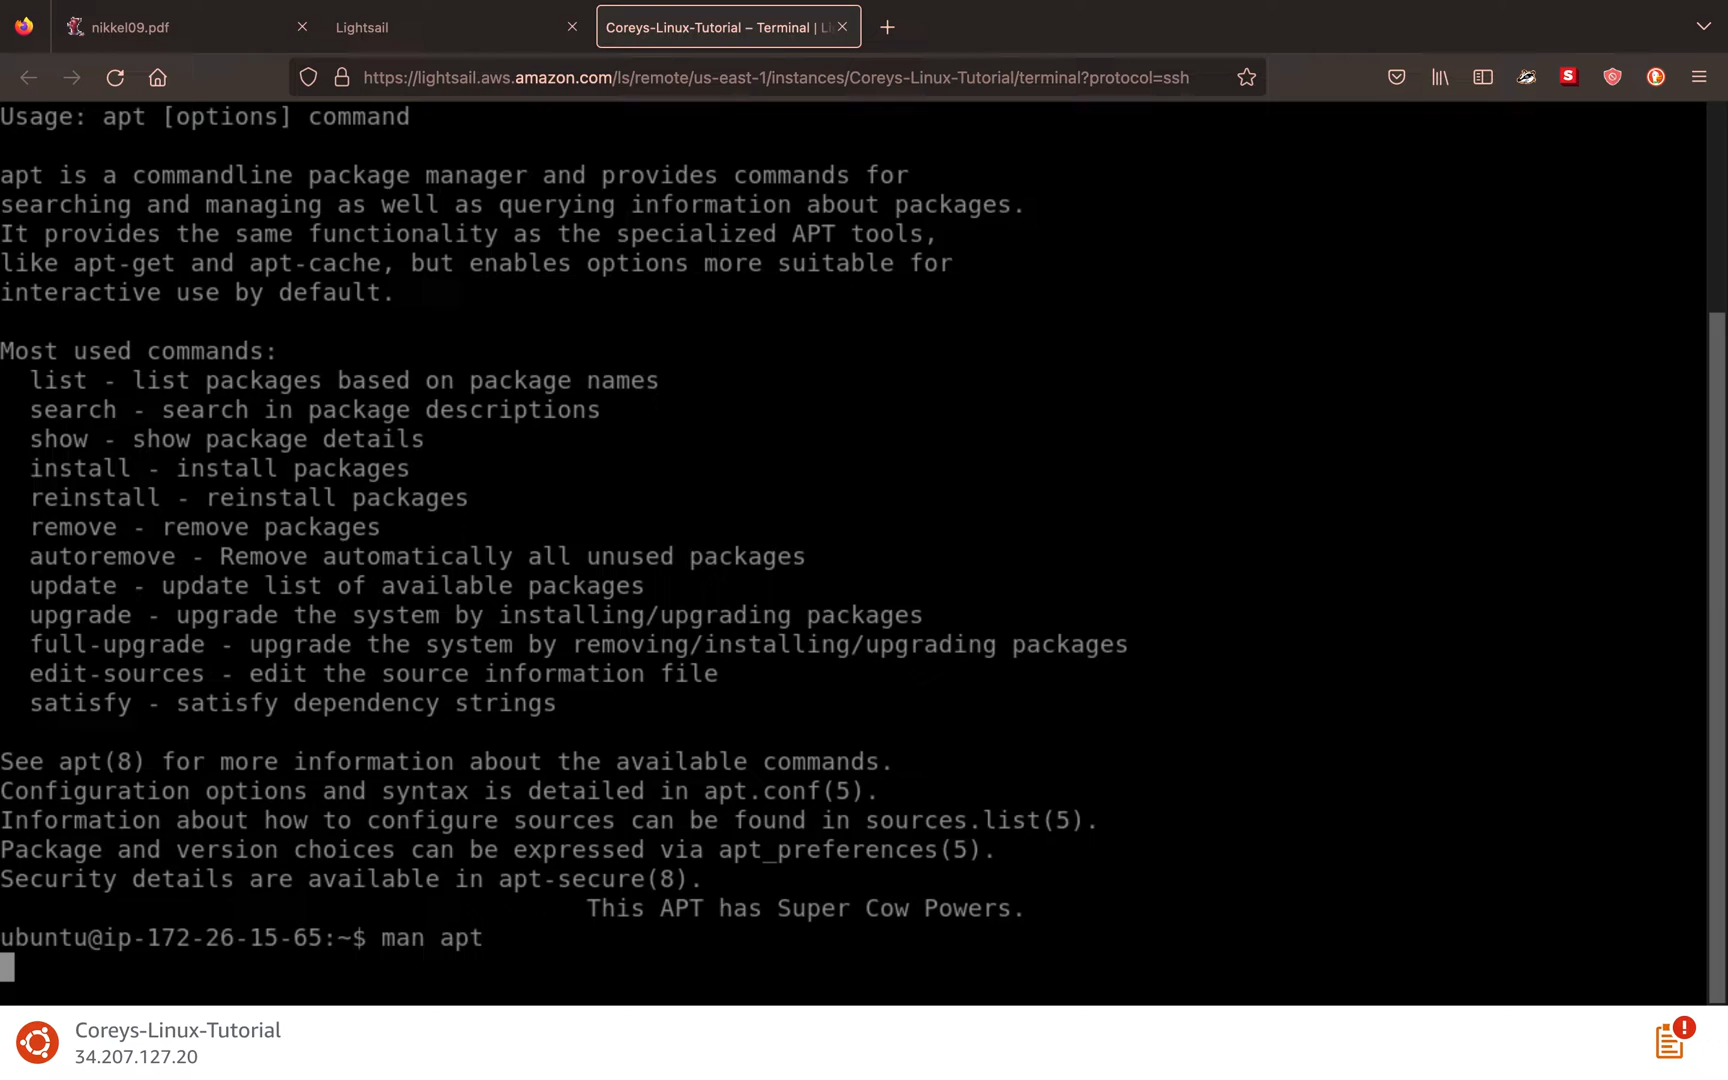 nikkel09.pdf
Lightsail
Coreys-Linux-Tutorial – Terminal | Li
https://lightsail.aws.amazon.com/ls/remote/us-east-1/instances/Coreys-Linux-Tutorial/terminal?protocol=ssh
Usage: apt [options] command
apt is a commandline package manager and provides commands for
searching and managing as well as querying information about packages.
It provides the same functionality as the specialized APT tools,
like apt-get and apt-cache, but enables options more suitable for
interactive use by default.
Most used commands:
list - list packages based on package names
search - search in package descriptions
show - show package details
install - install packages
reinstall - reinstall packages
remove - remove packages
autoremove - Remove automatically all unused packages
update - update list of available packages
upgrade - upgrade the system by installing/upgrading packages
full-upgrade - upgrade the system by removing/installing/upgrading packages
edit-sources - edit the source information file
satisfy - satisfy dependency strings
See apt(8) for more information about the available commands.
Configuration options and syntax is detailed in apt.conf(5).
Information about how to configure sources can be found in sources.list(5).
Package and version choices can be expressed via apt_preferences(5).
Security details are available in apt-secure(8).
This APT has Super Cow Powers.
ubuntu@ip-172-26-15-65:~$ man apt
Coreys-Linux-Tutorial
34.207.127.20